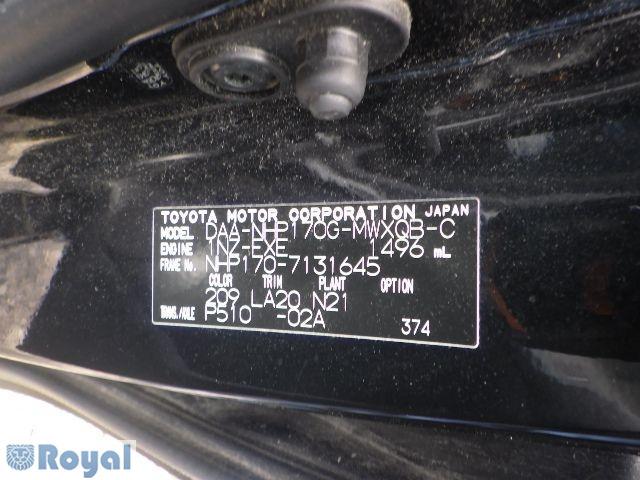 TOYOTA MOTOR CORPORATION JAPAN
MODEL DAA-NHP170G-MWXQB-C
ENGINE 1NZ-FXE 1496 mL
FRAME No. NHP170-7131645
COLOR TRIM PLANT OPTION
209 LA20 N21
TRANS./AXLE P510 -02A
374
Royal